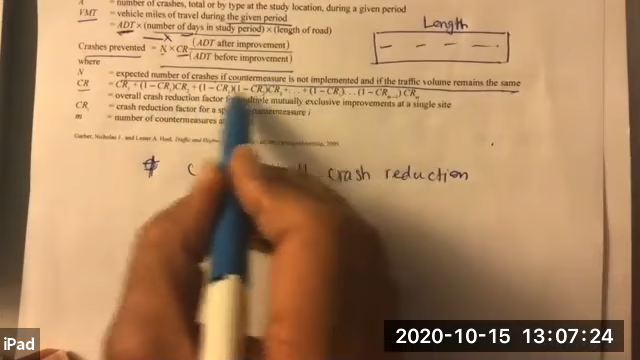 A = number of crashes, total or by type at the study location, during a given period
VMT = vehicle miles of travel during the given period
= ADT × (number of days in study period) × (length of road)
Crashes prevented = N × CR (ADT after improvement)
(ADT before improvement)
where
N = expected number of crashes if countermeasure is not implemented and if the traffic volume remains the same
CR = CR₁ + (1 – CR₁)CR₂ + (1 – CR₁)(1 – CR₂)CR₃ + . . . + (1 – CR₁) . . . (1 – CRₘ₋₁) CRₘ
= overall crash reduction factor multiple mutually exclusive improvements at a single site
CRᵢ = crash reduction factor for a countermeasure i
m = number of countermeasures
Garber, Nicholas J., and Lester A. Hoel, Traffic and
Length
crash reduction
iPad
2020-10-15 13:07:24